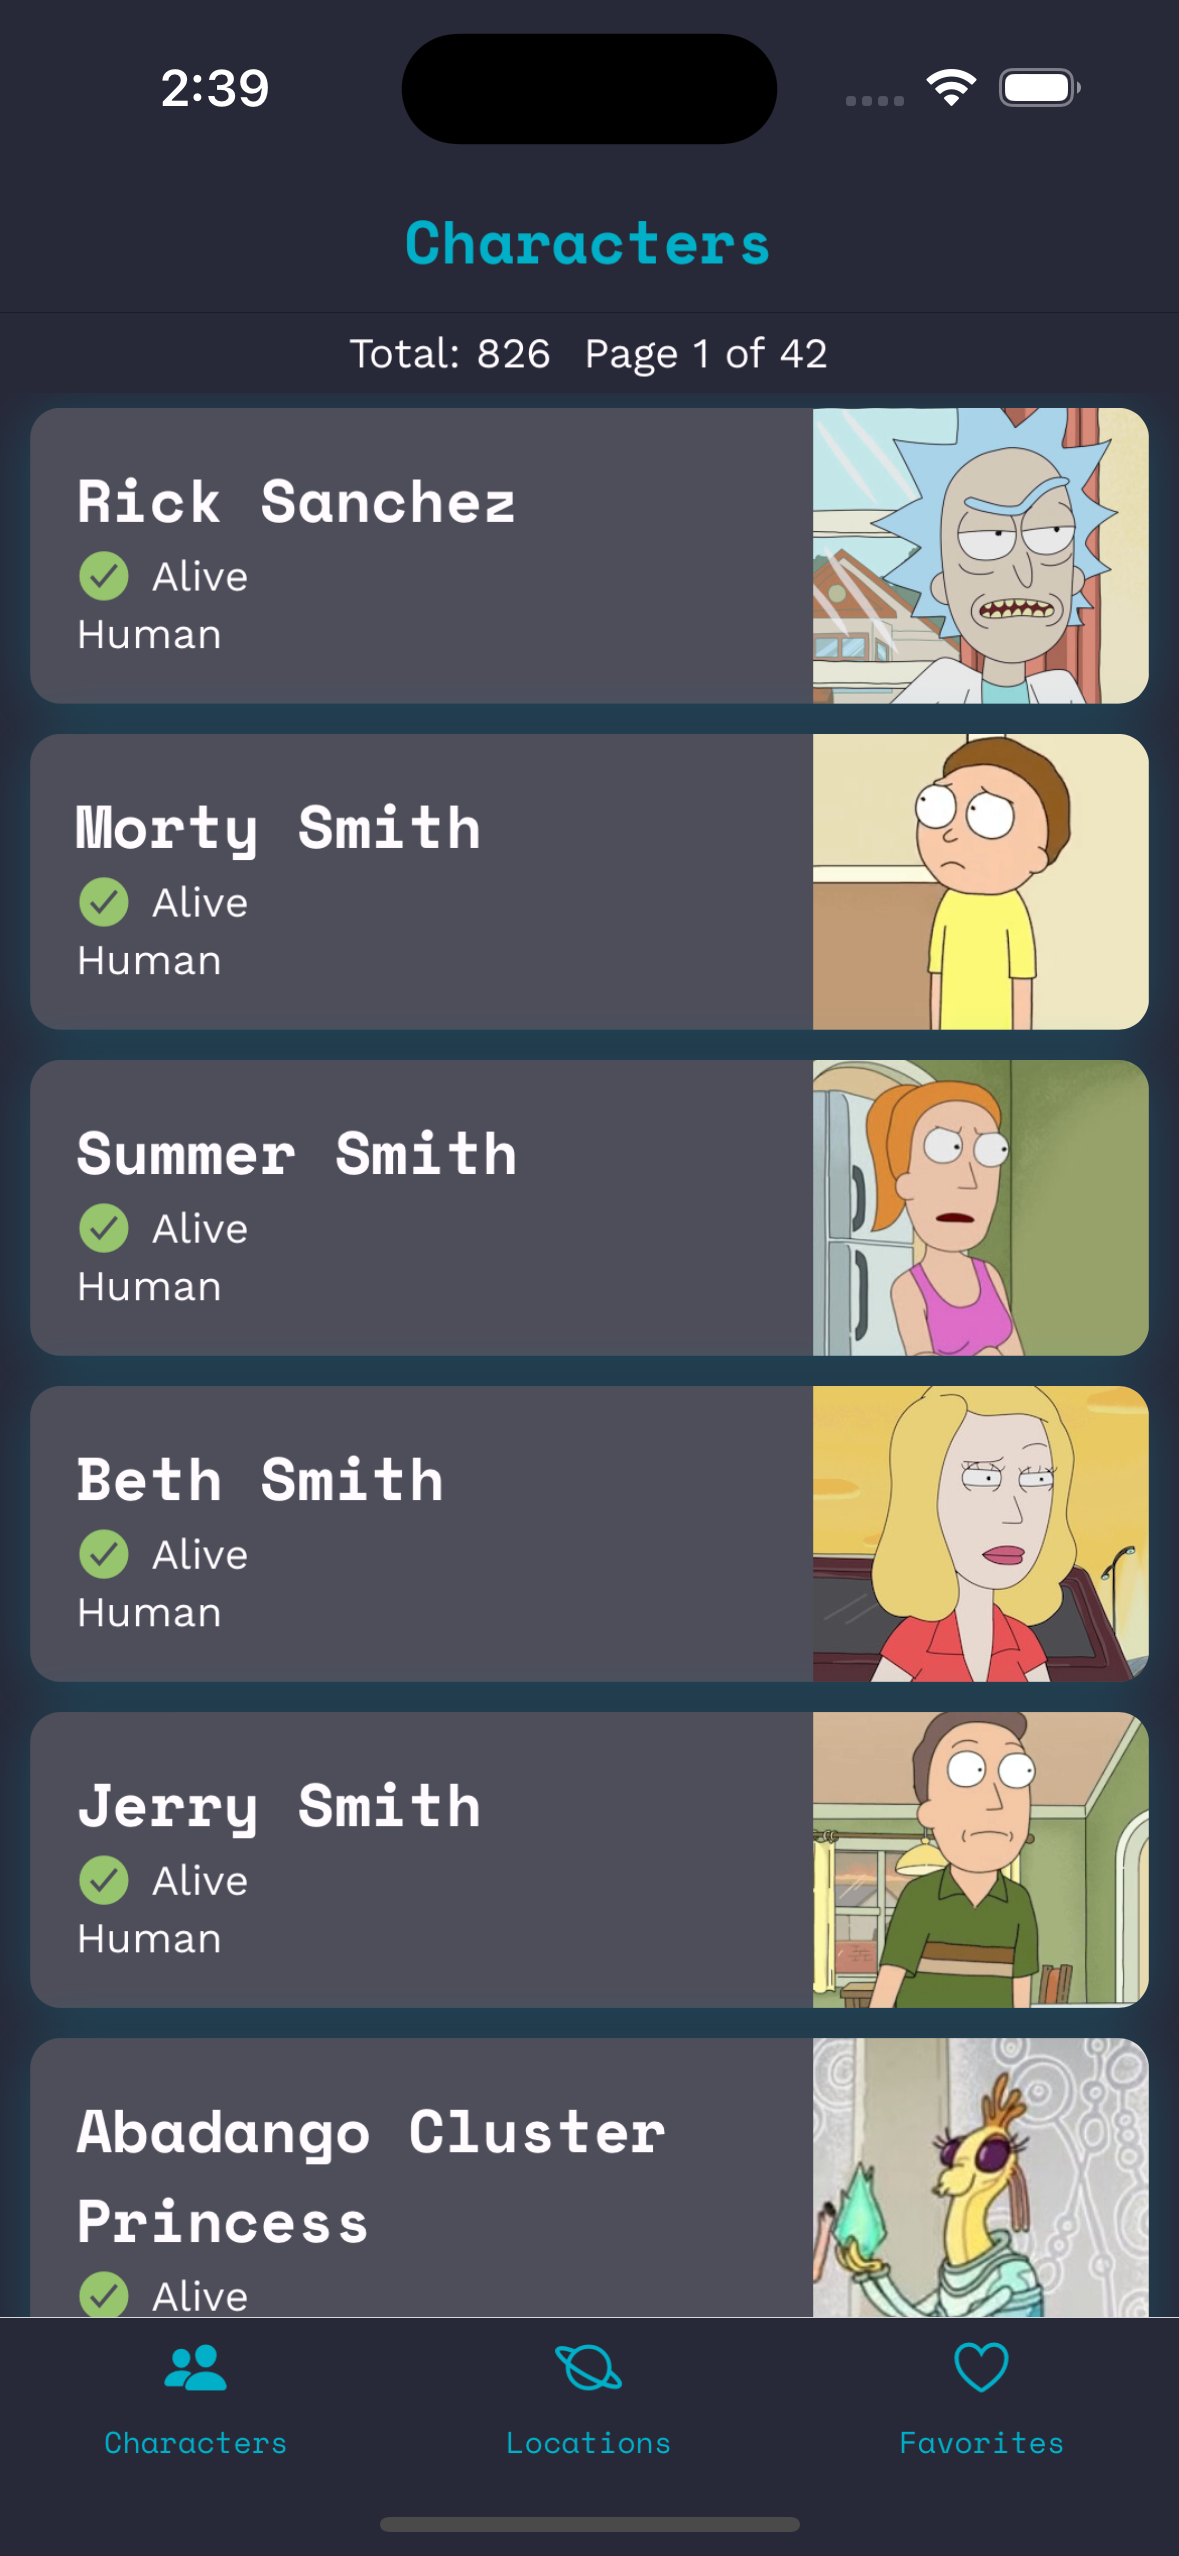 2:39
Characters
Total: 826 Page 1 of 42
Rick Sanchez
Alive
Human
Morty Smith
Alive
Human
Summer Smith
Alive
Human
Beth Smith
Alive
Human
Jerry Smith
Alive
Human
Abadango Cluster
Princess
Alive
Characters Locations Favorites